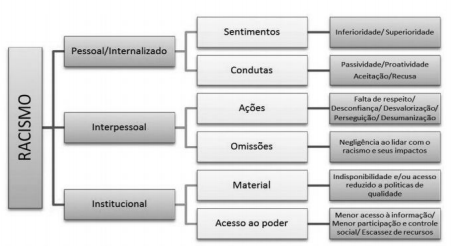 RACISMO
Pessoal/Internalizado
Sentimentos
Inferioridade/ Superioridade
Condutas
Passividade/Proatividade
Aceitação/Recusa
Interpessoal
Ações
Falta de respeito/
Desconfiança/ Desvalorização/
Perseguição/ Desumanização
Omissões
Negligência ao lidar com o
racismo e seus impactos
Institucional
Material
Indisponibilidade e/ou acesso
reduzido a políticas de
qualidade
Acesso ao poder
Menor acesso à informação/
Menor participação e controle
social/ Escassez de recursos